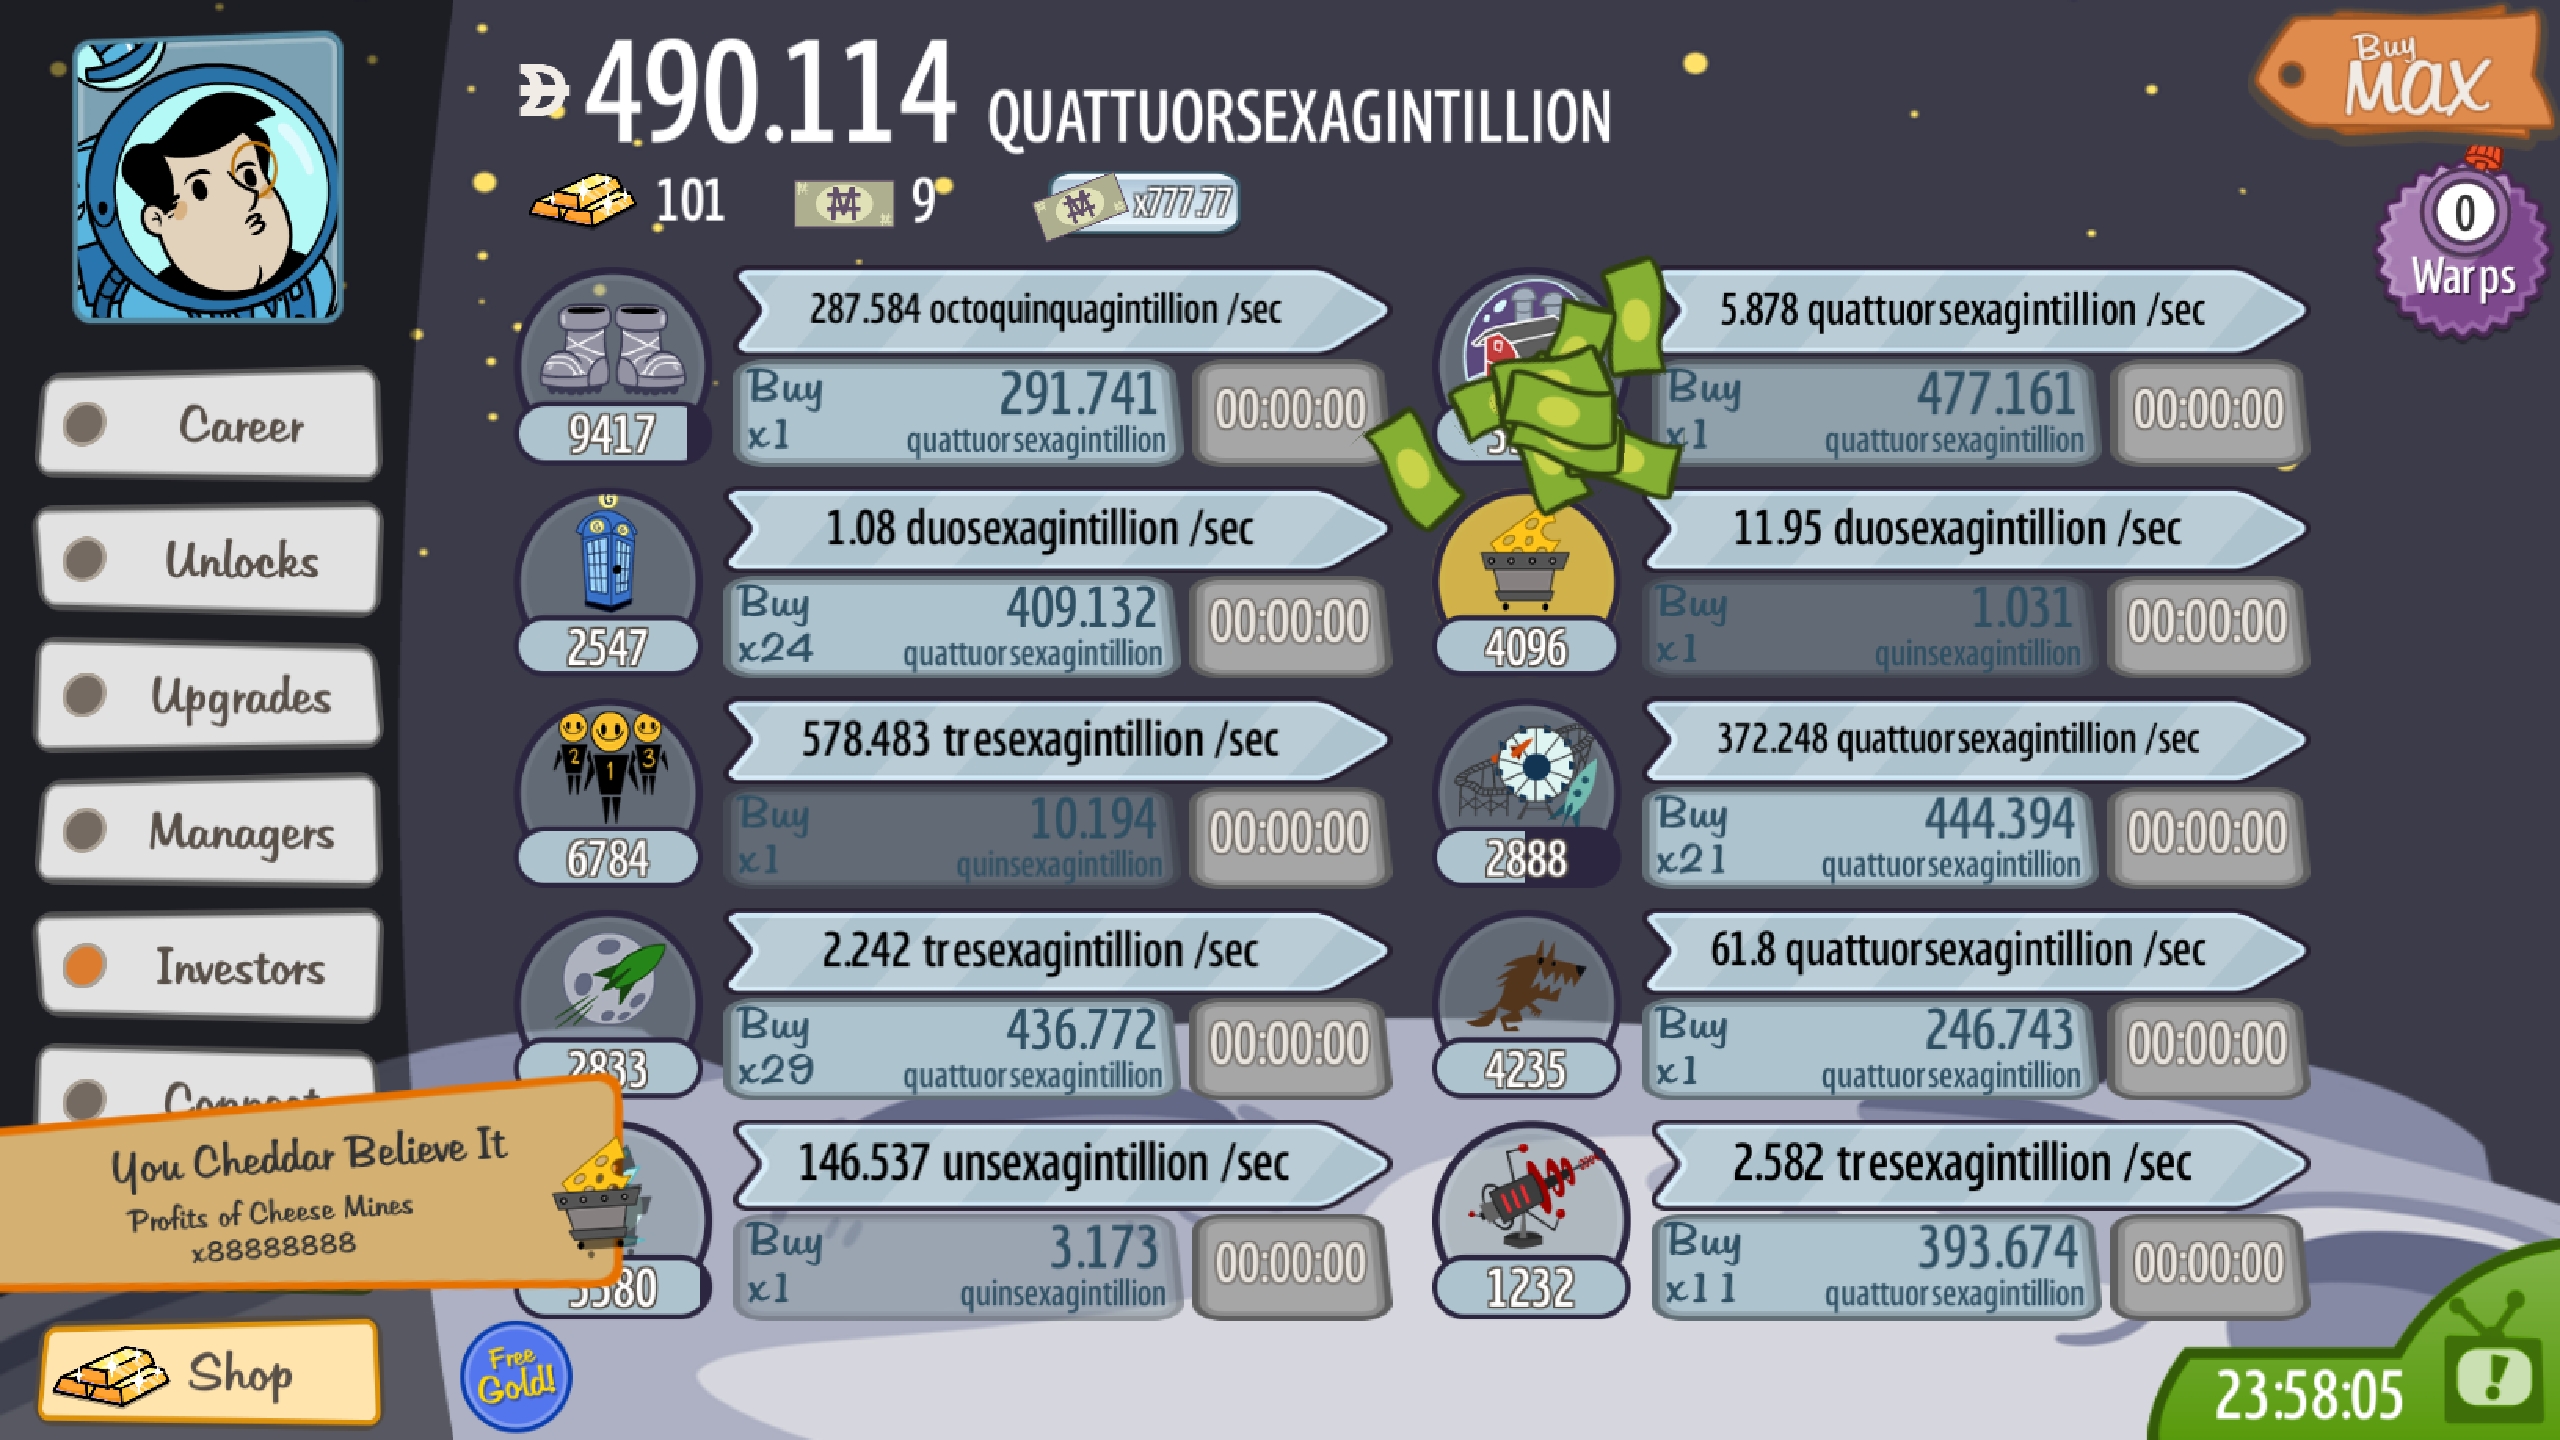 490.114 QUATTUORSEXAGINTILLION
Buy
MAX
101
9
x777.77
0
Warps
Career
Unlocks
Upgrades
Managers
Investors
Connect
You Cheddar Believe It
Profits of Cheese Mines
x88888888
Shop
Free
Gold!
287.584 octoquinquagintillion /sec
Buy
x1
291.741
quattuorsexagintillion
00:00:00
9417
1.08 duosexagintillion /sec
Buy
x24
409.132
quattuorsexagintillion
00:00:00
2547
578.483 tresexagintillion /sec
Buy
x1
10.194
quinsexagintillion
00:00:00
2
1
3
6784
2.242 tresexagintillion /sec
Buy
x29
436.772
quattuorsexagintillion
00:00:00
2833
146.537 unsexagintillion /sec
Buy
x1
3.173
quinsexagintillion
00:00:00
5.878 quattuorsexagintillion /sec
Buy
x1
477.161
quattuorsexagintillion
00:00:00
11.95 duosexagintillion /sec
Buy
x1
1.031
quinsexagintillion
00:00:00
4096
372.248 quattuorsexagintillion /sec
Buy
x21
444.394
quattuorsexagintillion
00:00:00
2888
61.8 quattuorsexagintillion /sec
Buy
x1
246.743
quattuorsexagintillion
00:00:00
4235
2.582 tresexagintillion /sec
Buy
x11
393.674
quattuorsexagintillion
00:00:00
1232
23:58:05